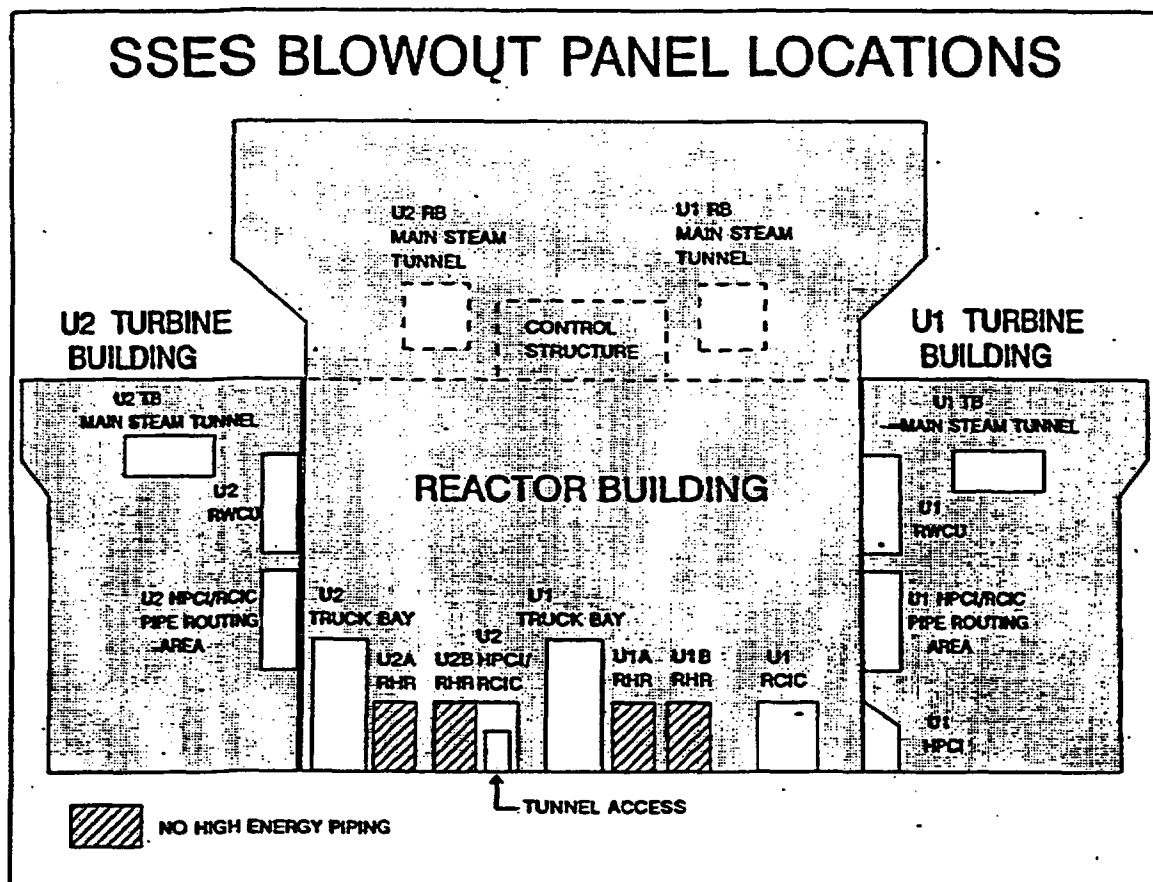 SSES BLOWOUT PANEL LOCATIONS
U2 RB
MAIN STEAM
TUNNEL
U1 RB
MAIN STEAM
TUNNEL
CONTROL
STRUCTURE
U2 TURBINE
BUILDING
U1 TURBINE
BUILDING
U2 TB
MAIN STEAM TUNNEL
U1 TB
MAIN STEAM TUNNEL
REACTOR BUILDING
U2
RWCU
U1
RWCU
U2 HPCI/RCIC
PIPE ROUTING
AREA
U2
TRUCK BAY
U1
TRUCK BAY
U1 HPCI/RCIC
PIPE ROUTING
AREA
U2A
RHR
U2B
RHR
U2
HPCI/
RCIC
U1A
RHR
U1B
RHR
U1
RCIC
U1
HPCI
TUNNEL ACCESS
NO HIGH ENERGY PIPING